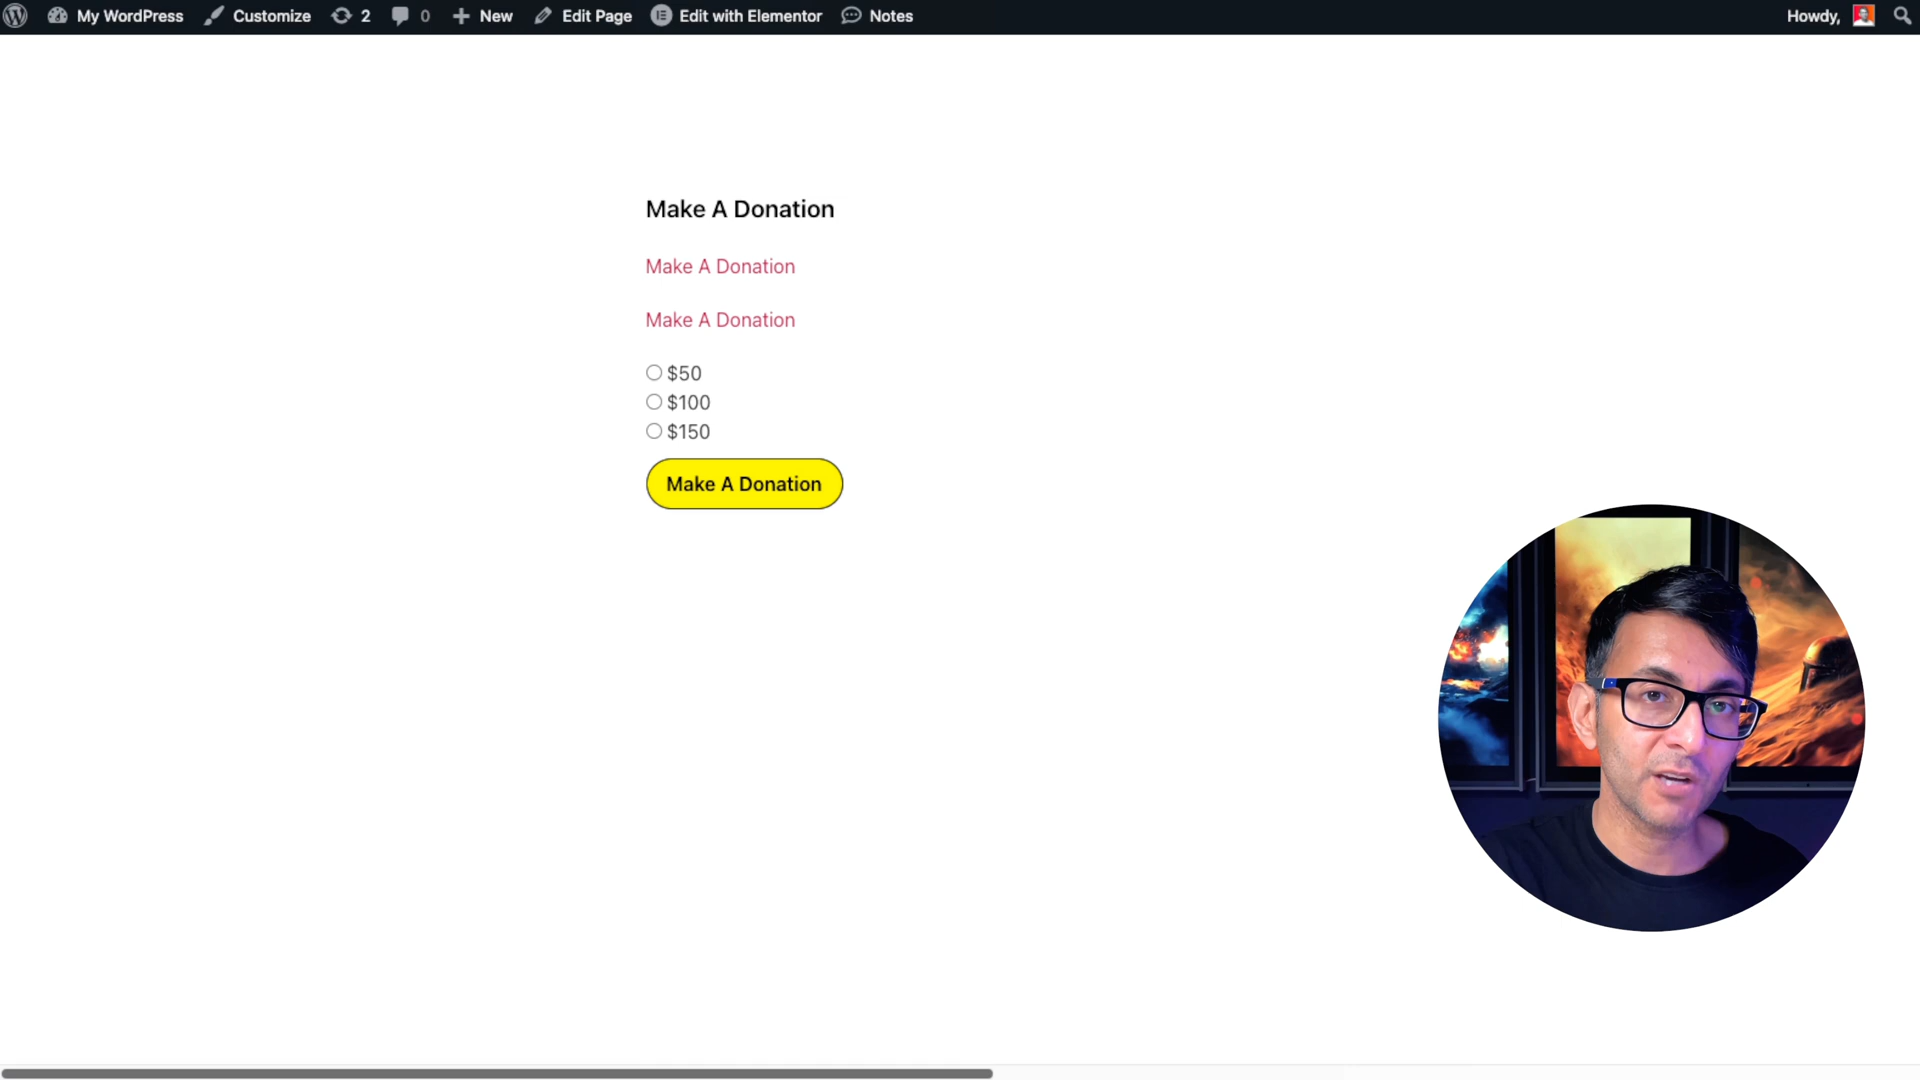 My WordPress Customize 2 0 New Edit Page Edit with Elementor Notes Howdy,
Make A Donation
Make A Donation
Make A Donation
$50
$100
$150
Make A Donation